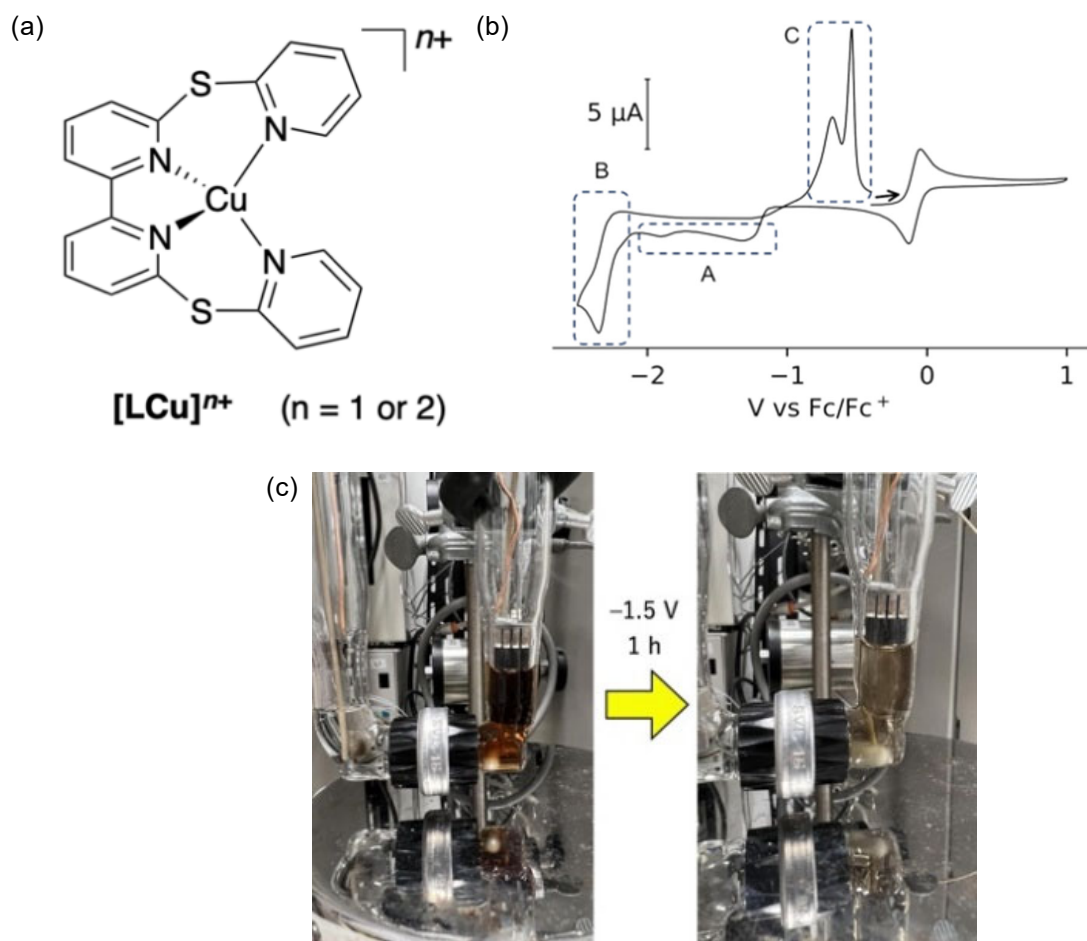 (a)
n+
S
N
N
Cu
N
N
S
[LCu]n+ (n = 1 or 2)
(b)
C
5 μA
B
A
−2 −1 0 1
V vs Fc/Fc+
(c)
−1.5 V
1 h